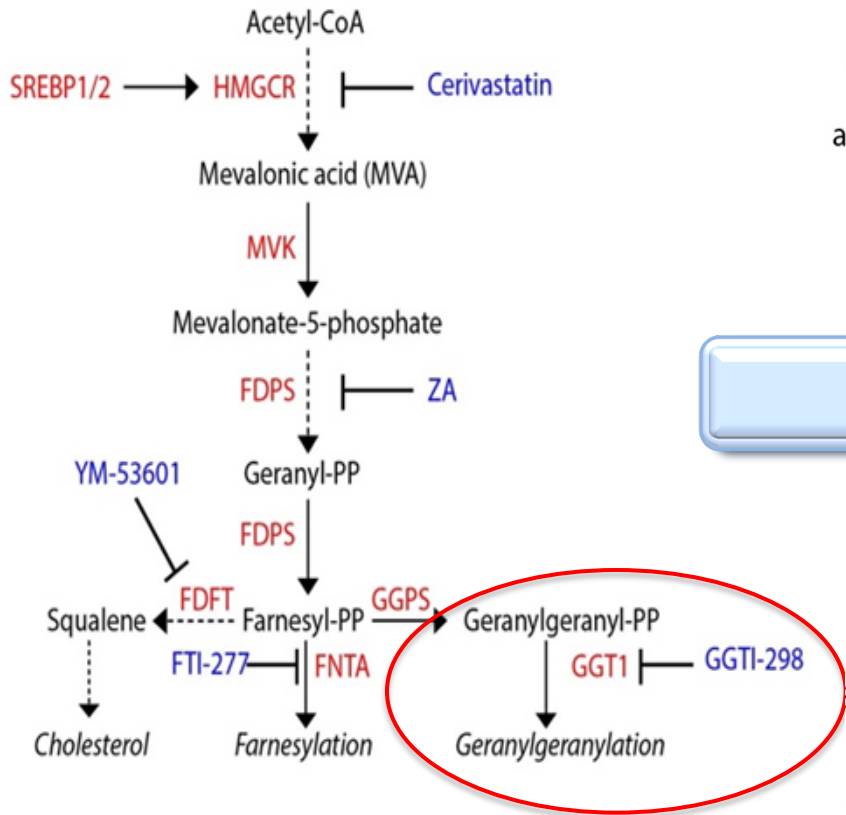 Acetyl-CoA
SREBP1/2 HMGCR Cerivastatin
a
Mevalonic acid (MVA)
MVK
Mevalonate-5-phosphate
FDPS ZA
YM-53601 Geranyl-PP
FDPS
FDFT GGPS
Squalene Farnesyl-PP Geranylgeranyl-PP
FTI-277 FNTA GGT1 GGTI-298
Cholesterol Farnesylation Geranylgeranylation